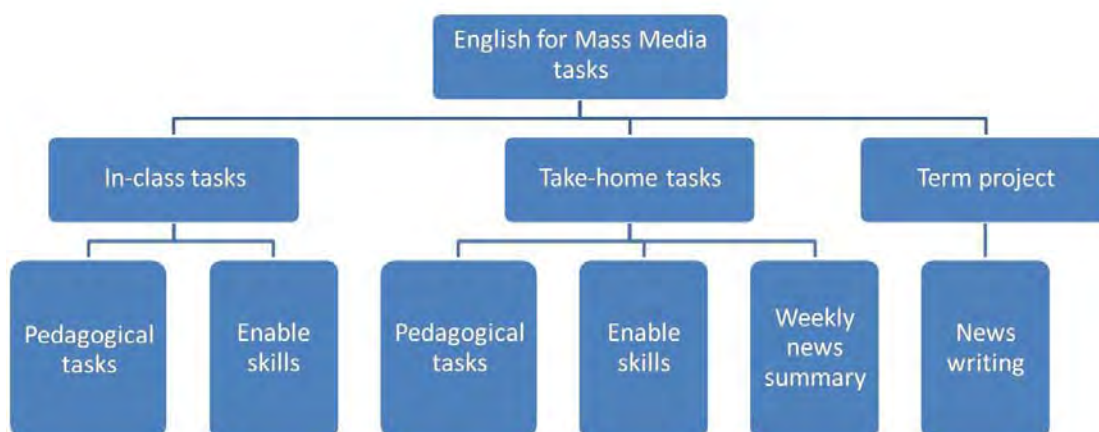 English for Mass Media
tasks
In-class tasks
Take-home tasks
Term project
Pedagogical
tasks
Enable
skills
Pedagogical
tasks
Enable
skills
Weekly
news
summary
News
writing